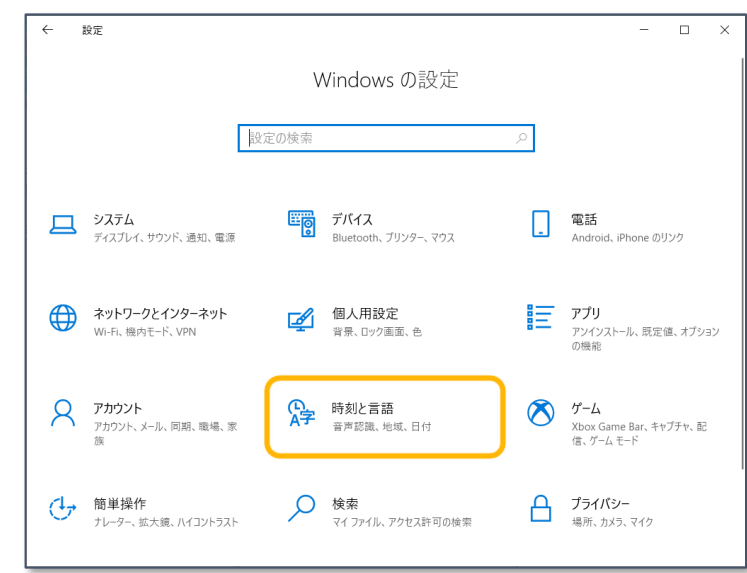 設定
Windows の設定
設定の検索
システム
ディスプレイ、サウンド、通知、電源
デバイス
Bluetooth、プリンター、マウス
電話
Android、iPhone のリンク
ネットワークとインターネット
Wi-Fi、機内モード、VPN
個人用設定
背景、ロック画面、色
アプリ
アンインストール、既定値、オプション
の機能
アカウント
アカウント、メール、同期、職場、家
族
A字
時刻と言語
音声認識、地域、日付
ゲーム
Xbox Game Bar、キャプチャ、配
信、ゲーム モード
簡単操作
ナレーター、拡大鏡、ハイコントラスト
検索
マイ ファイル、アクセス許可の検索
プライバシー
場所、カメラ、マイク